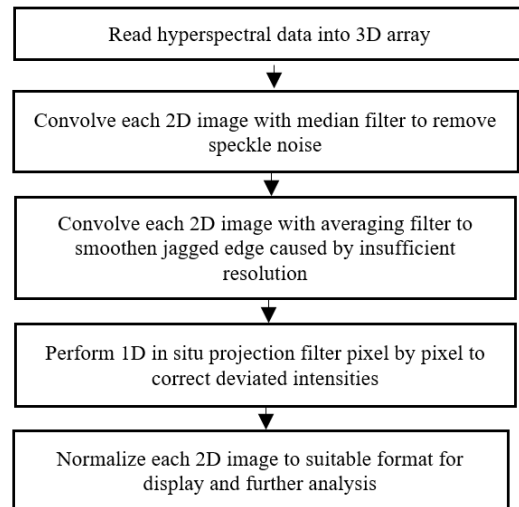 Read hyperspectral data into 3D array
Convolve each 2D image with median filter to remove
speckle noise
Convolve each 2D image with averaging filter to
smoothen jagged edge caused by insufficient
resolution
Perform 1D in situ projection filter pixel by pixel to
correct deviated intensities
Normalize each 2D image to suitable format for
display and further analysis